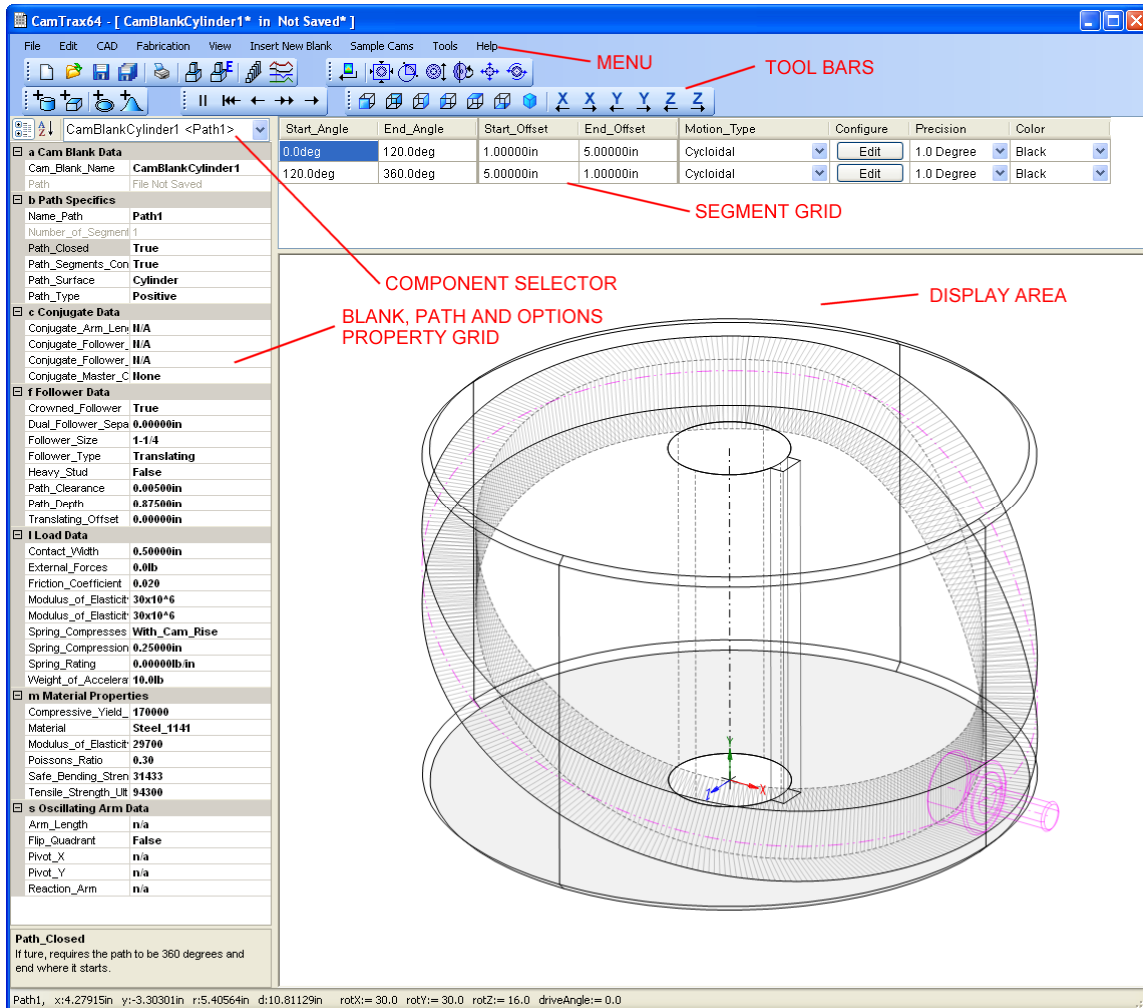 CamTrax64 - [ CamBlankCylinder1* in Not Saved* ]
File Edit CAD Fabrication View Insert New Blank Sample Cams Tools Help
MENU
TOOL BARS
X X Y Y Z Z
CamBlankCylinder1 <Path1>
Start_Angle End_Angle Start_Offset End_Offset Motion_Type Configure Precision Color
0.0deg 120.0deg 1.00000in 5.00000in Cycloidal Edit 1.0 Degree Black
120.0deg 360.0deg 5.00000in 1.00000in Cycloidal Edit 1.0 Degree Black
SEGMENT GRID
a Cam Blank Data
Cam_Blank_Name CamBlankCylinder1
Path File Not Saved
b Path Specifics
Name_Path Path1
Number_of_Segment 1
Path_Closed True
Path_Segments_Con True
Path_Surface Cylinder
Path_Type Positive
COMPONENT SELECTOR
DISPLAY AREA
BLANK, PATH AND OPTIONS
PROPERTY GRID
c Conjugate Data
Conjugate_Arm_Len N/A
Conjugate_Follower_ N/A
Conjugate_Follower_ N/A
Conjugate_Master_C None
f Follower Data
Crowned_Follower True
Dual_Follower_Sepa 0.00000in
Follower_Size 1-1/4
Follower_Type Translating
Heavy_Stud False
Path_Clearance 0.00500in
Path_Depth 0.87500in
Translating_Offset 0.00000in
l Load Data
Contact_Width 0.50000in
External_Forces 0.0lb
Friction_Coefficient 0.020
Modulus_of_Elasticit 30x10^6
Modulus_of_Elasticit 30x10^6
Spring_Compresses With_Cam_Rise
Spring_Compression 0.25000in
Spring_Rating 0.00000lb/in
Weight_of_Accelera 10.0lb
m Material Properties
Compressive_Yield_ 170000
Material Steel_1141
Modulus_of_Elasticit 29700
Poissons_Ratio 0.30
Safe_Bending_Stren 31433
Tensile_Strength_Ult 94300
s Oscillating Arm Data
Arm_Length n/a
Flip_Quadrant False
Pivot_X n/a
Pivot_Y n/a
Reaction_Arm n/a
Y
X
Z
Path_Closed
If ture, requires the path to be 360 degrees and
end where it starts.
Path1, x:4.27915in y:-3.30301in r:5.40564in d:10.81129in rotX:= 30.0 rotY:= 30.0 rotZ:= 16.0 driveAngle:= 0.0